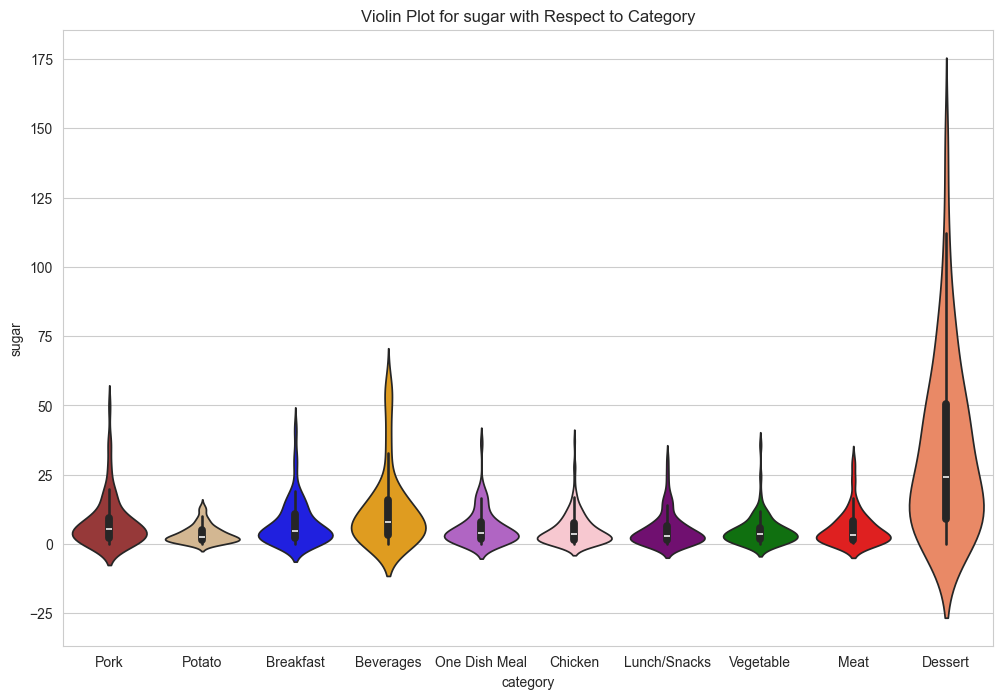 Violin Plot for sugar with Respect to Category
sugar
175
150
125
100
75
50
25
0
−25
Pork Potato Breakfast Beverages One Dish Meal Chicken Lunch/Snacks Vegetable Meat Dessert
category